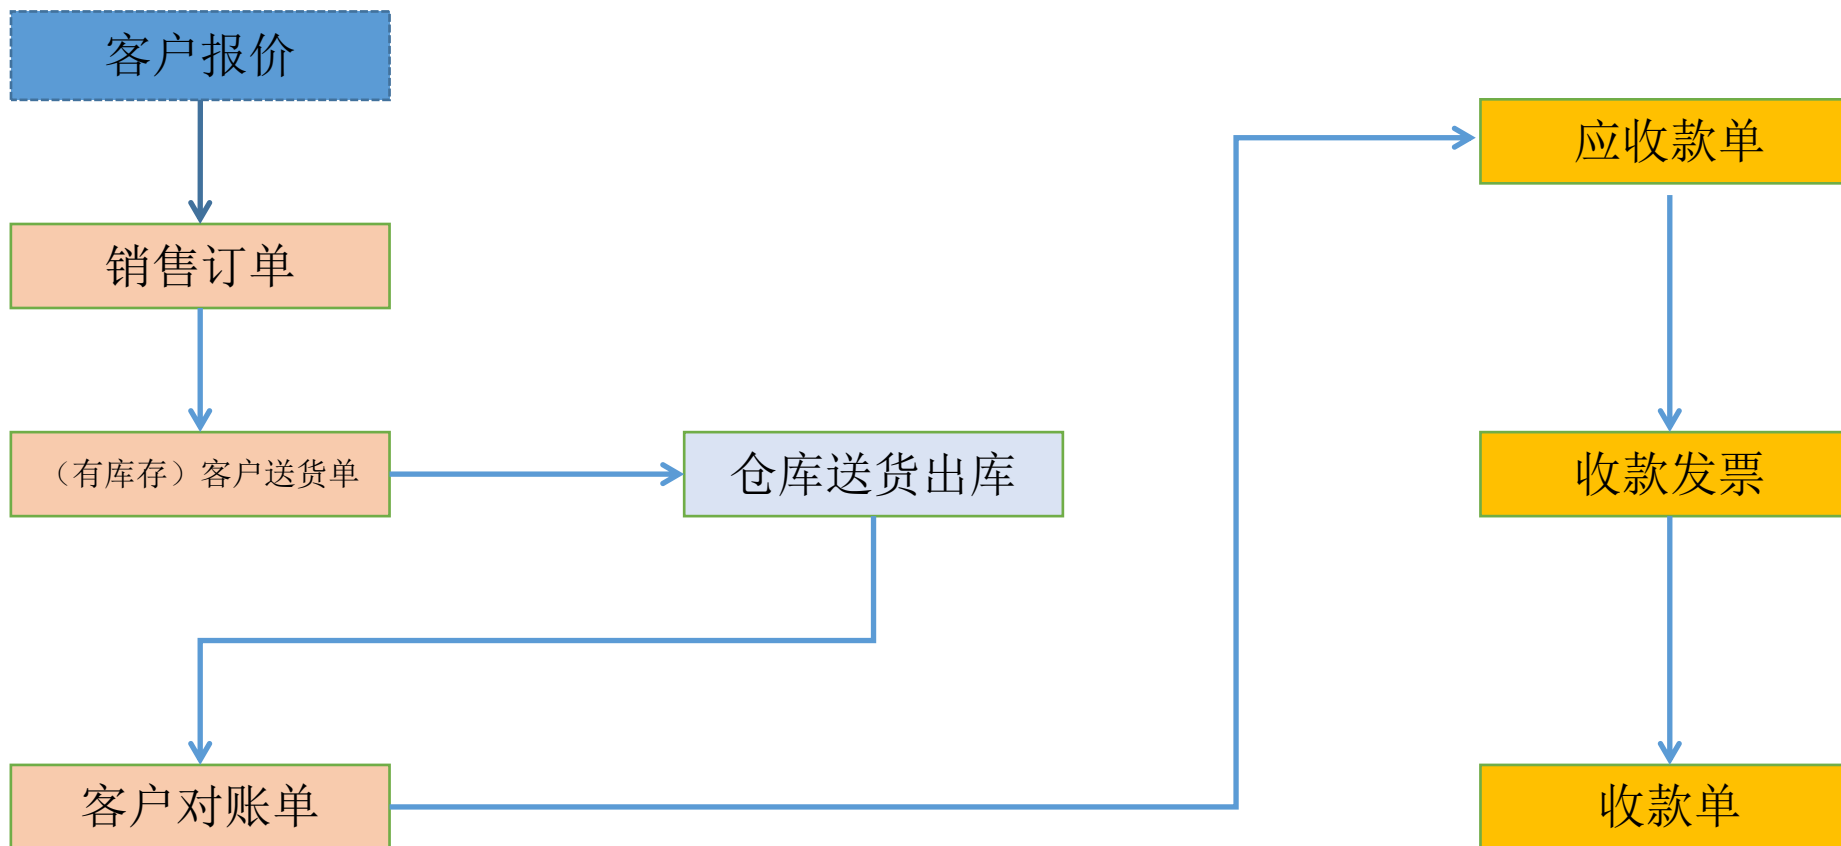 客户报价
销售订单
（有库存）客户送货单
仓库送货出库
客户对账单
应收款单
收款发票
收款单